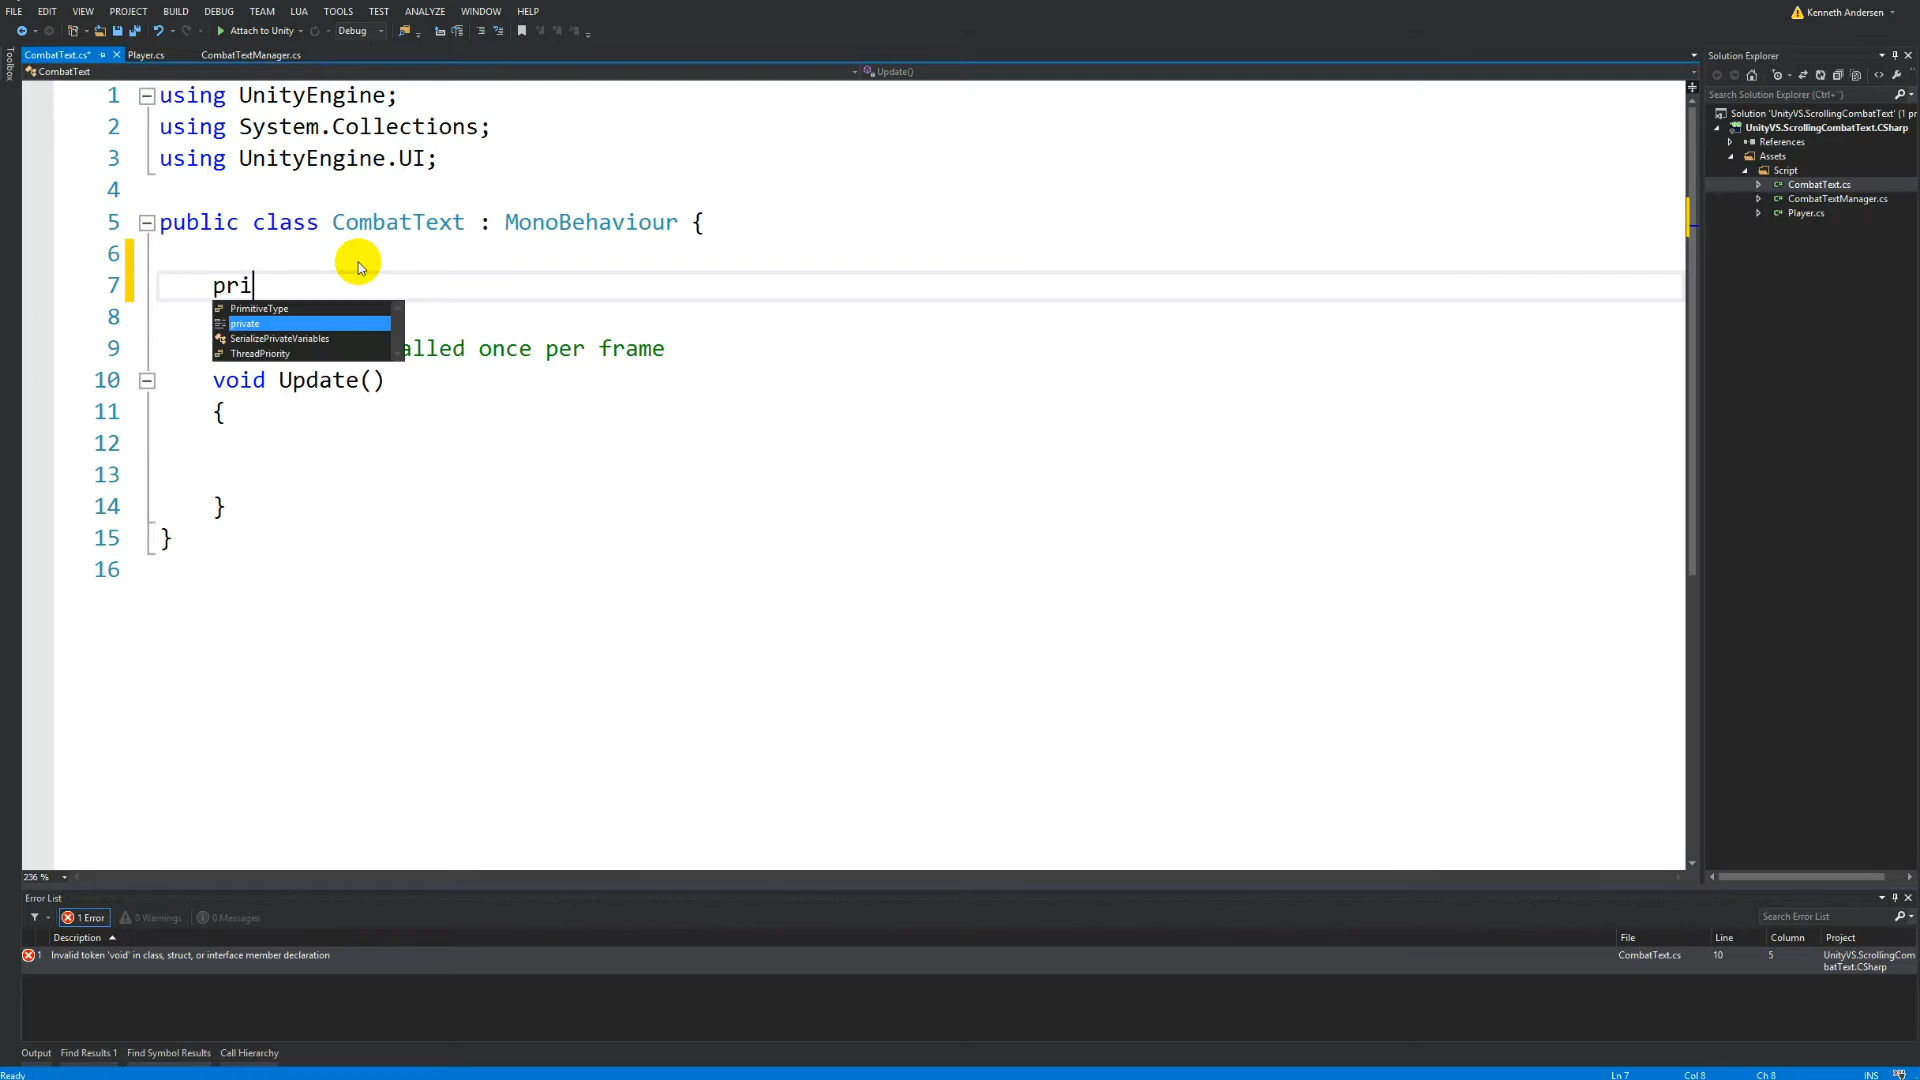 FILE EDIT VIEW PROJECT BUILD DEBUG TEAM LUA TOOLS TEST ANALYZE WINDOW HELP
Kenneth Andersen
Attach to Unity Debug
CombatText.cs* Player.cs CombatTextManager.cs
CombatText Update()
Toolbox
1 using UnityEngine;
2 using System.Collections;
3 using UnityEngine.UI;
4
5 public class CombatText : MonoBehaviour {
6
7 pri
PrimitiveType
private
SerializePrivateVariables
ThreadPriority
8
9 alled once per frame
10 void Update()
11 {
12
13
14 }
15 }
16
236 %
Solution Explorer
Search Solution Explorer (Ctrl+¨)
Solution 'UnityVS.ScrollingCombatText' (1 pr
UnityVS.ScrollingCombatText.CSharp
References
Assets
Script
CombatText.cs
CombatTextManager.cs
Player.cs
Error List
1 Error 0 Warnings 0 Messages
Search Error List
Description File Line Column Project
1 Invalid token 'void' in class, struct, or interface member declaration CombatText.cs 10 5 UnityVS.ScrollingCom
batText.CSharp
Output Find Results 1 Find Symbol Results Call Hierarchy
Ready Ln 7 Col 8 Ch 8 INS